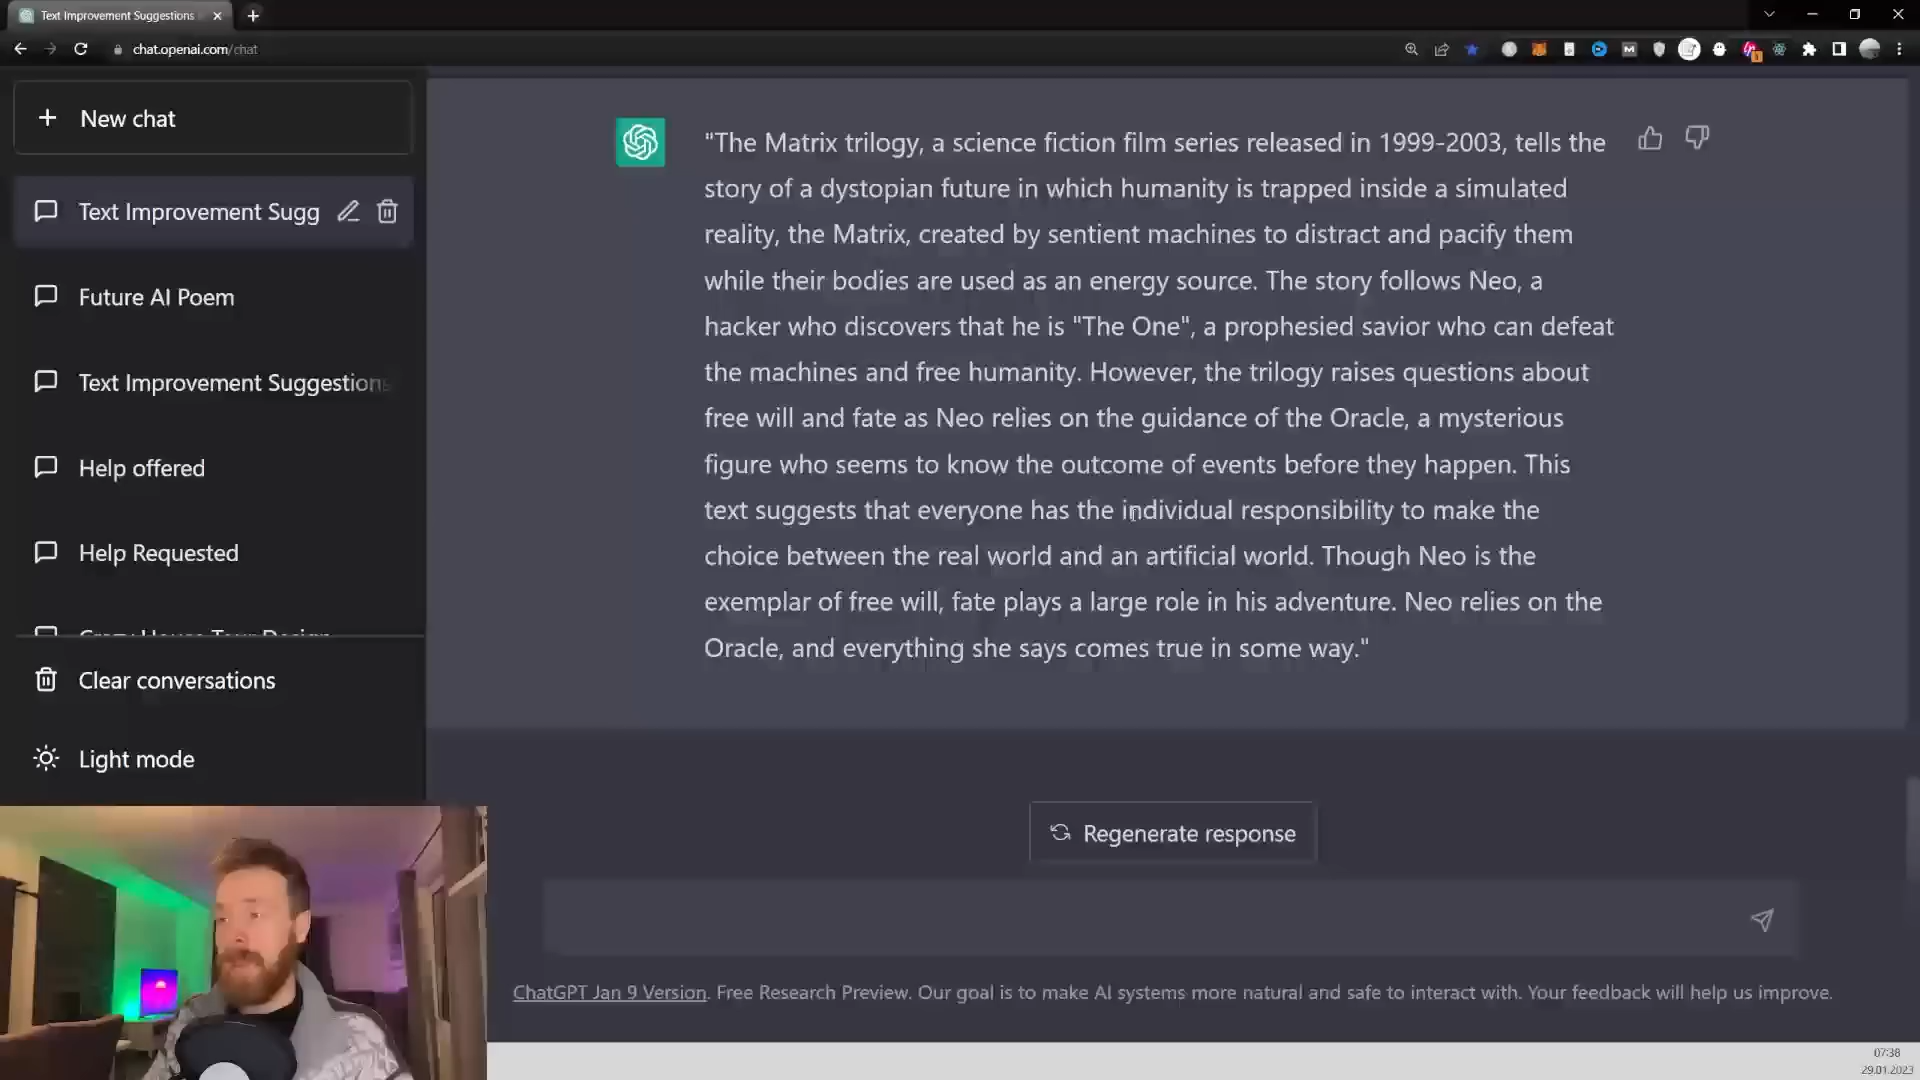 Text Improvement Suggestions
chat.openai.com/chat
New chat
Text Improvement Sugg
Future AI Poem
Text Improvement Suggestions
Help offered
Help Requested
Crazy House Tour Design
Clear conversations
Light mode
"The Matrix trilogy, a science fiction film series released in 1999-2003, tells the
story of a dystopian future in which humanity is trapped inside a simulated
reality, the Matrix, created by sentient machines to distract and pacify them
while their bodies are used as an energy source. The story follows Neo, a
hacker who discovers that he is "The One", a prophesied savior who can defeat
the machines and free humanity. However, the trilogy raises questions about
free will and fate as Neo relies on the guidance of the Oracle, a mysterious
figure who seems to know the outcome of events before they happen. This
text suggests that everyone has the individual responsibility to make the
choice between the real world and an artificial world. Though Neo is the
exemplar of free will, fate plays a large role in his adventure. Neo relies on the
Oracle, and everything she says comes true in some way."
Regenerate response
ChatGPT Jan 9 Version. Free Research Preview. Our goal is to make AI systems more natural and safe to interact with. Your feedback will help us improve.
07:38
29.01.2023